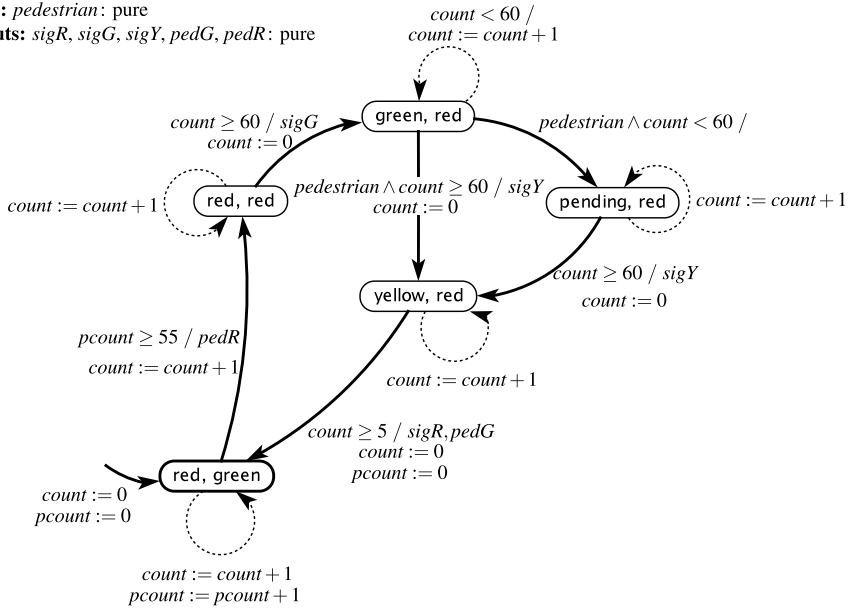 : pedestrian: pure
uts: sigR, sigG, sigY, pedG, pedR: pure
count < 60 /
count := count + 1
green, red
count ≥ 60 / sigG
count := 0
pedestrian ∧ count < 60 /
red, red
count := count + 1
pedestrian ∧ count ≥ 60 / sigY
count := 0
pending, red
count := count + 1
yellow, red
count ≥ 60 / sigY
count := 0
pcount ≥ 55 / pedR
count := count + 1
count := count + 1
count ≥ 5 / sigR, pedG
count := 0
pcount := 0
red, green
count := 0
pcount := 0
count := count + 1
pcount := pcount + 1